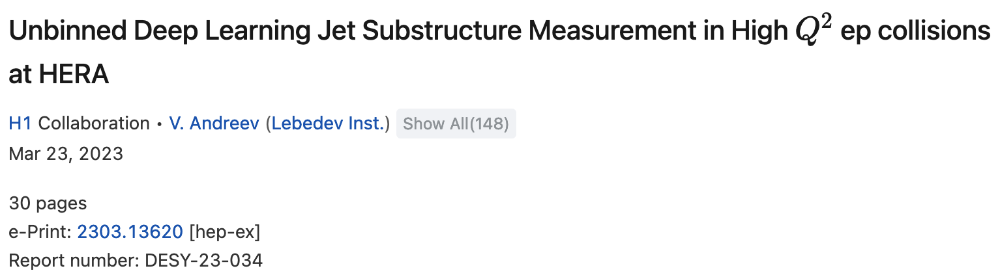 Unbinned Deep Learning Jet Substructure Measurement in High Q² ep collisions
at HERA
H1 Collaboration • V. Andreev (Lebedev Inst.) Show All(148)
Mar 23, 2023
30 pages
e-Print: 2303.13620 [hep-ex]
Report number: DESY-23-034